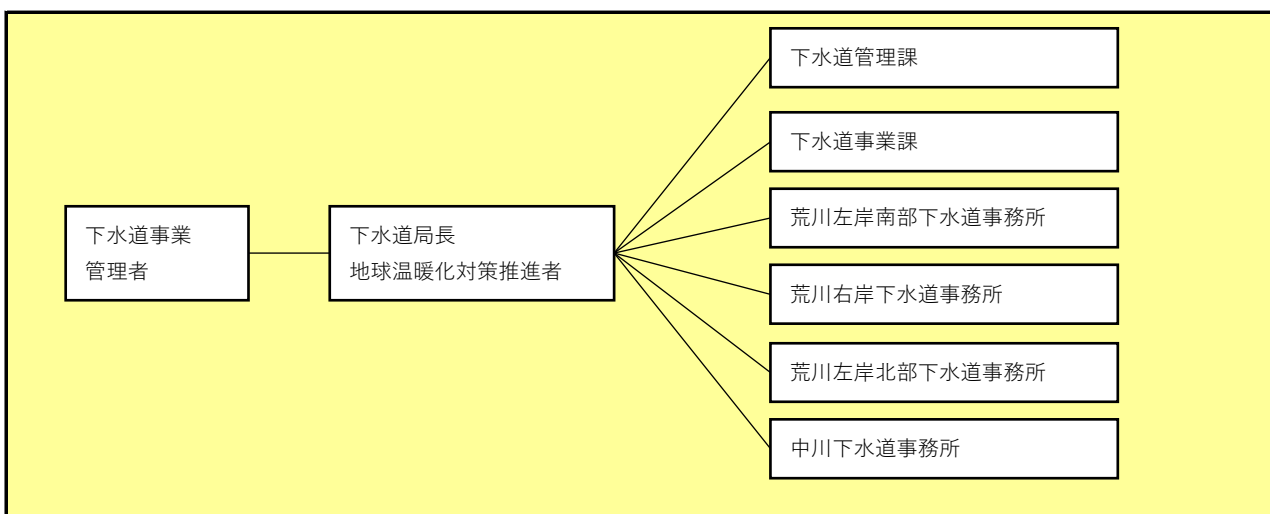 下水道事業
管理者
下水道局長
地球温暖化対策推進者
下水道管理課
下水道事業課
荒川左岸南部下水道事務所
荒川右岸下水道事務所
荒川左岸北部下水道事務所
中川下水道事務所